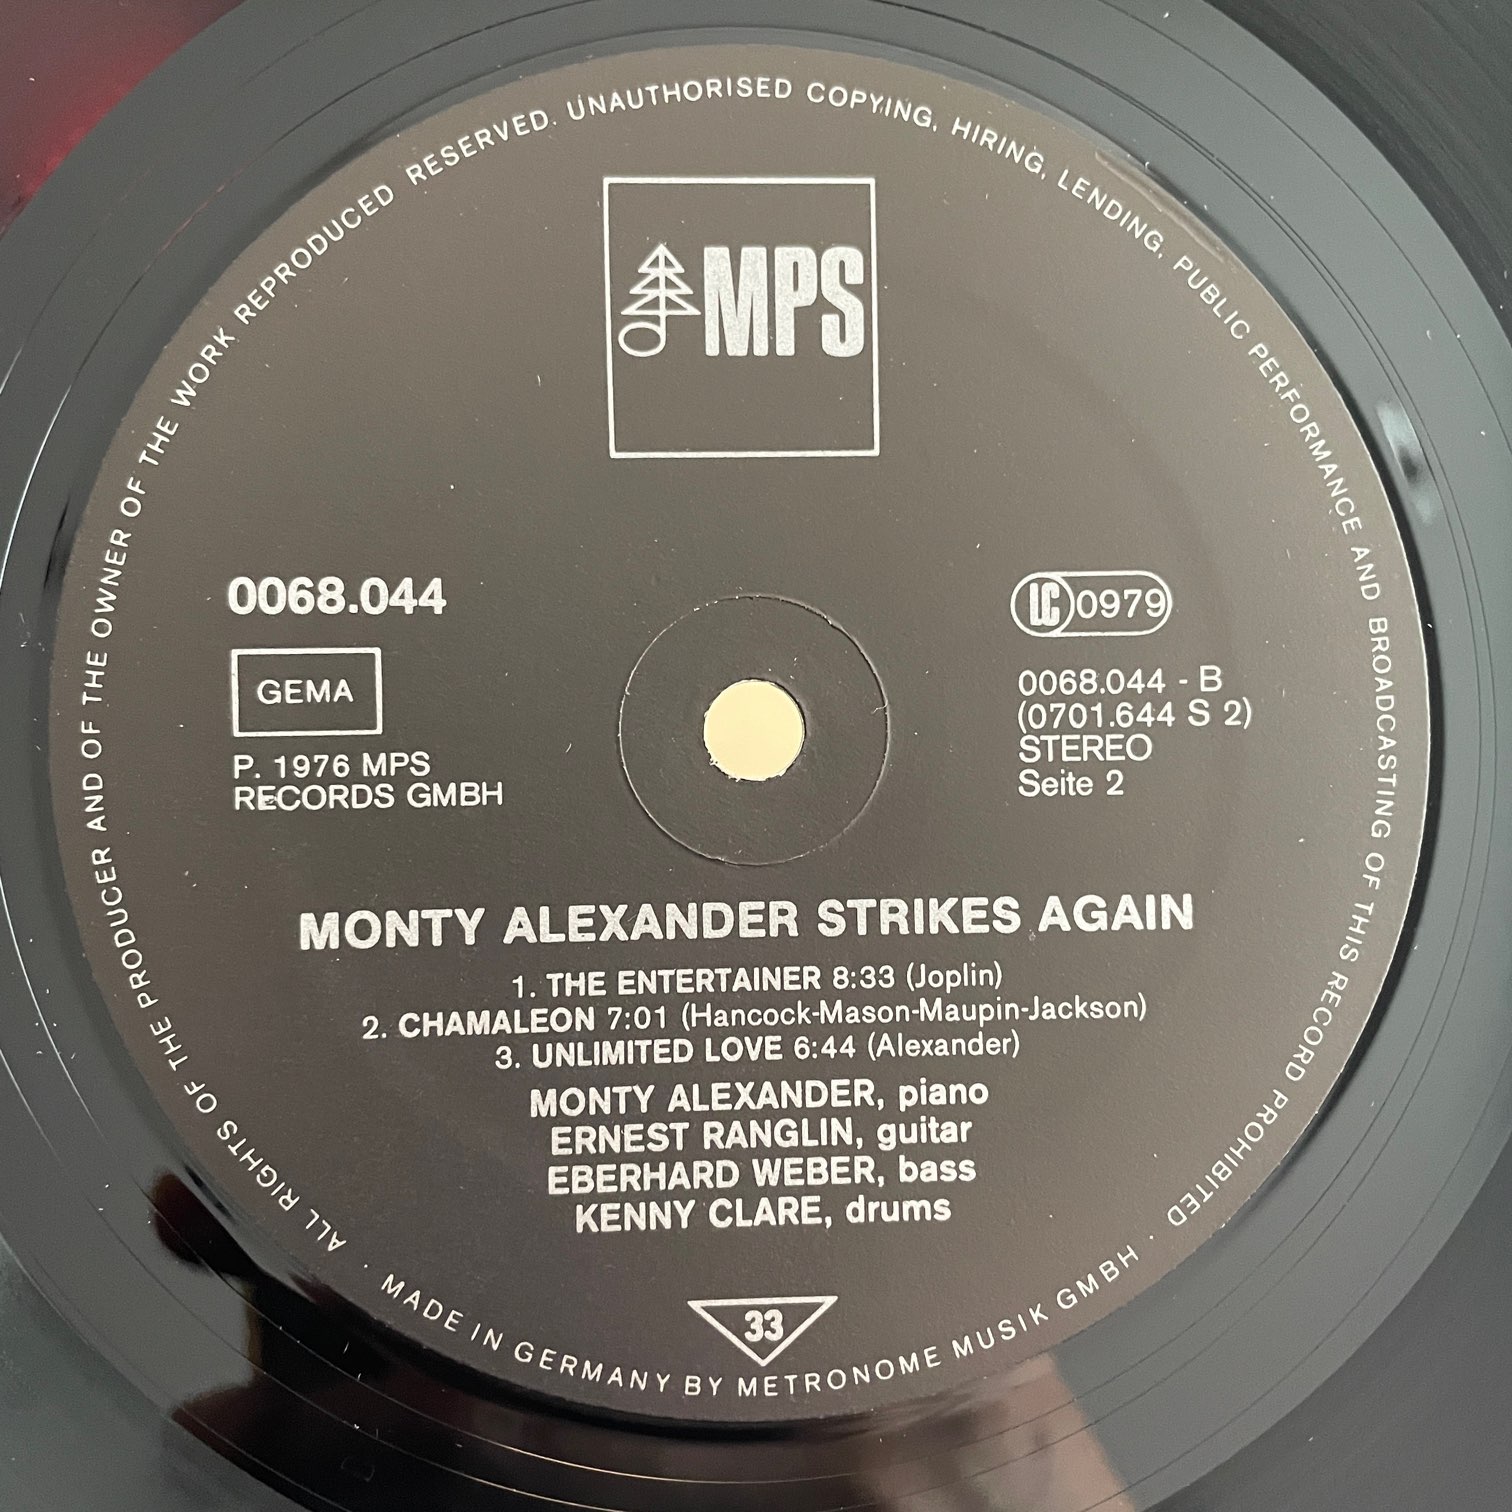 ALL RIGHTS OF THE PRODUCER AND OF THE OWNER OF THE WORK REPRODUCED RESERVED. UNAUTHORISED COPYING, HIRING, LENDING, PUBLIC PERFORMANCE AND BROADCASTING OF THIS RECORD PROHIBITED
MPS
0068.044
GEMA
P. 1976 MPS
RECORDS GMBH
LC 0979
0068.044 - B
(0701.644 S 2)
STEREO
Seite 2
MONTY ALEXANDER STRIKES AGAIN
1. THE ENTERTAINER 8:33 (Joplin)
2. CHAMALEON 7:01 (Hancock-Mason-Maupin-Jackson)
3. UNLIMITED LOVE 6:44 (Alexander)
MONTY ALEXANDER, piano
ERNEST RANGLIN, guitar
EBERHARD WEBER, bass
KENNY CLARE, drums
33
· MADE IN GERMANY BY METRONOME MUSIK GMBH ·